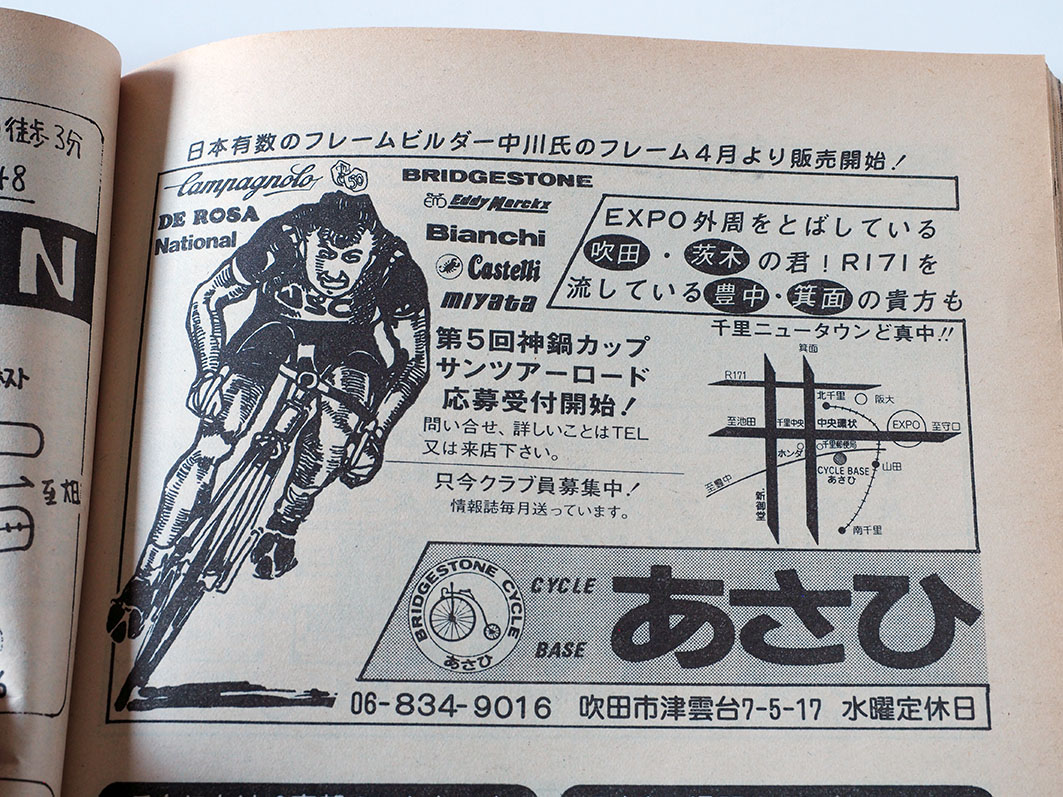 徒歩3分
48
N
至大阪
日本有数のフレームビルダー中川氏のフレーム4月より販売開始!
Campagnolo
BRIDGESTONE
DE ROSA
Eddy Merckx
National
Bianchi
Castelli
miyata
EXPO外周をとばしている
吹田・茨木の君!R171を
流している豊中・箕面の貴方も
千里ニュータウンど真中!!
第5回神鍋カップ
サンツアーロード
応募受付開始!
問い合せ、詳しいことはTEL
又は来店下さい。
只今クラブ員募集中!
情報誌毎月送っています。
箕面
R171
北千里
阪大
至池田
千里中央
中央環状
EXPO
至守口
ホンダ
千里郵便局
CYCLE BASE
あさひ
山田
至豊中
新御堂
南千里
BRIDGESTONE CYCLE
あさひ
CYCLE
BASE
あさひ
06-834-9016 吹田市津雲台7-5-17 水曜定休日